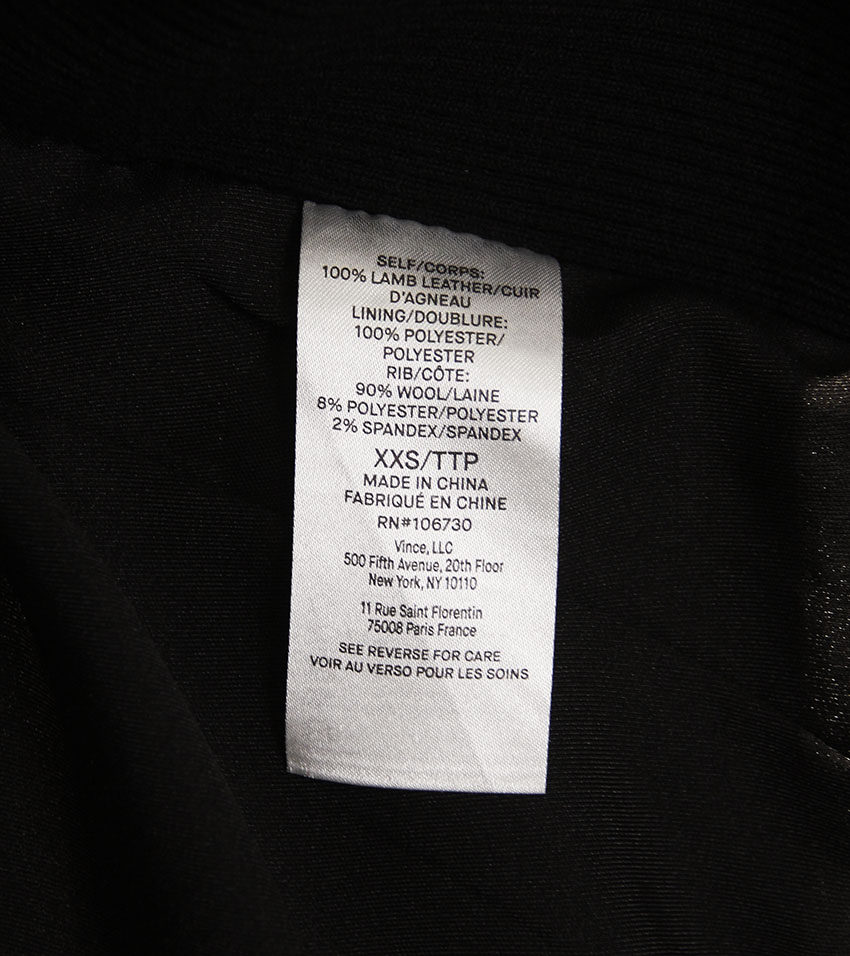 SELF/CORPS:
100% LAMB LEATHER/CUIR
D'AGNEAU
LINING/DOUBLURE:
100% POLYESTER/
POLYESTER
RIB/CÔTE:
90% WOOL/LAINE
8% POLYESTER/POLYESTER
2% SPANDEX/SPANDEX
XXS/TTP
MADE IN CHINA
FABRIQUÉ EN CHINE
RN#106730
Vince, LLC
500 Fifth Avenue, 20th Floor
New York, NY 10110
11 Rue Saint Florentin
75008 Paris France
SEE REVERSE FOR CARE
VOIR AU VERSO POUR LES SOINS